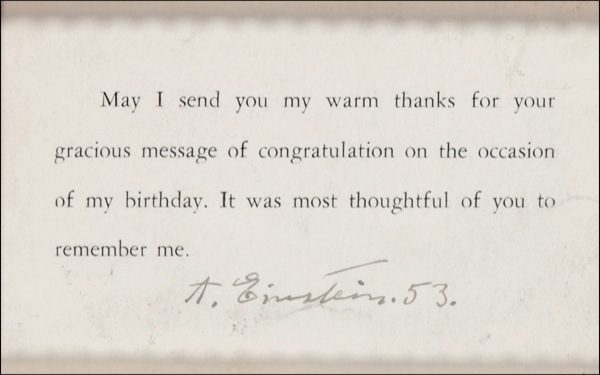 May I send you my warm thanks for your
gracious message of congratulation on the occasion
of my birthday. It was most thoughtful of you to
remember me.
A. Einstein. 53.